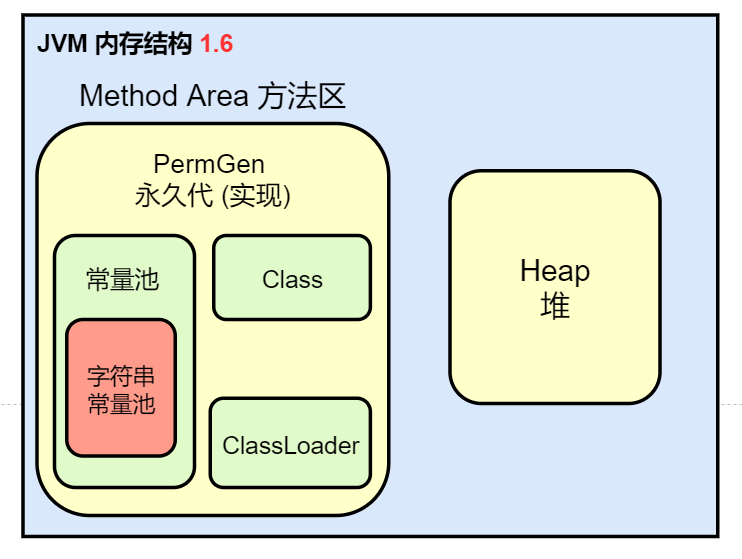 JVM 内存结构 1.6
Method Area 方法区
PermGen
永久代 (实现)
常量池
字符串
常量池
Class
ClassLoader
Heap
堆